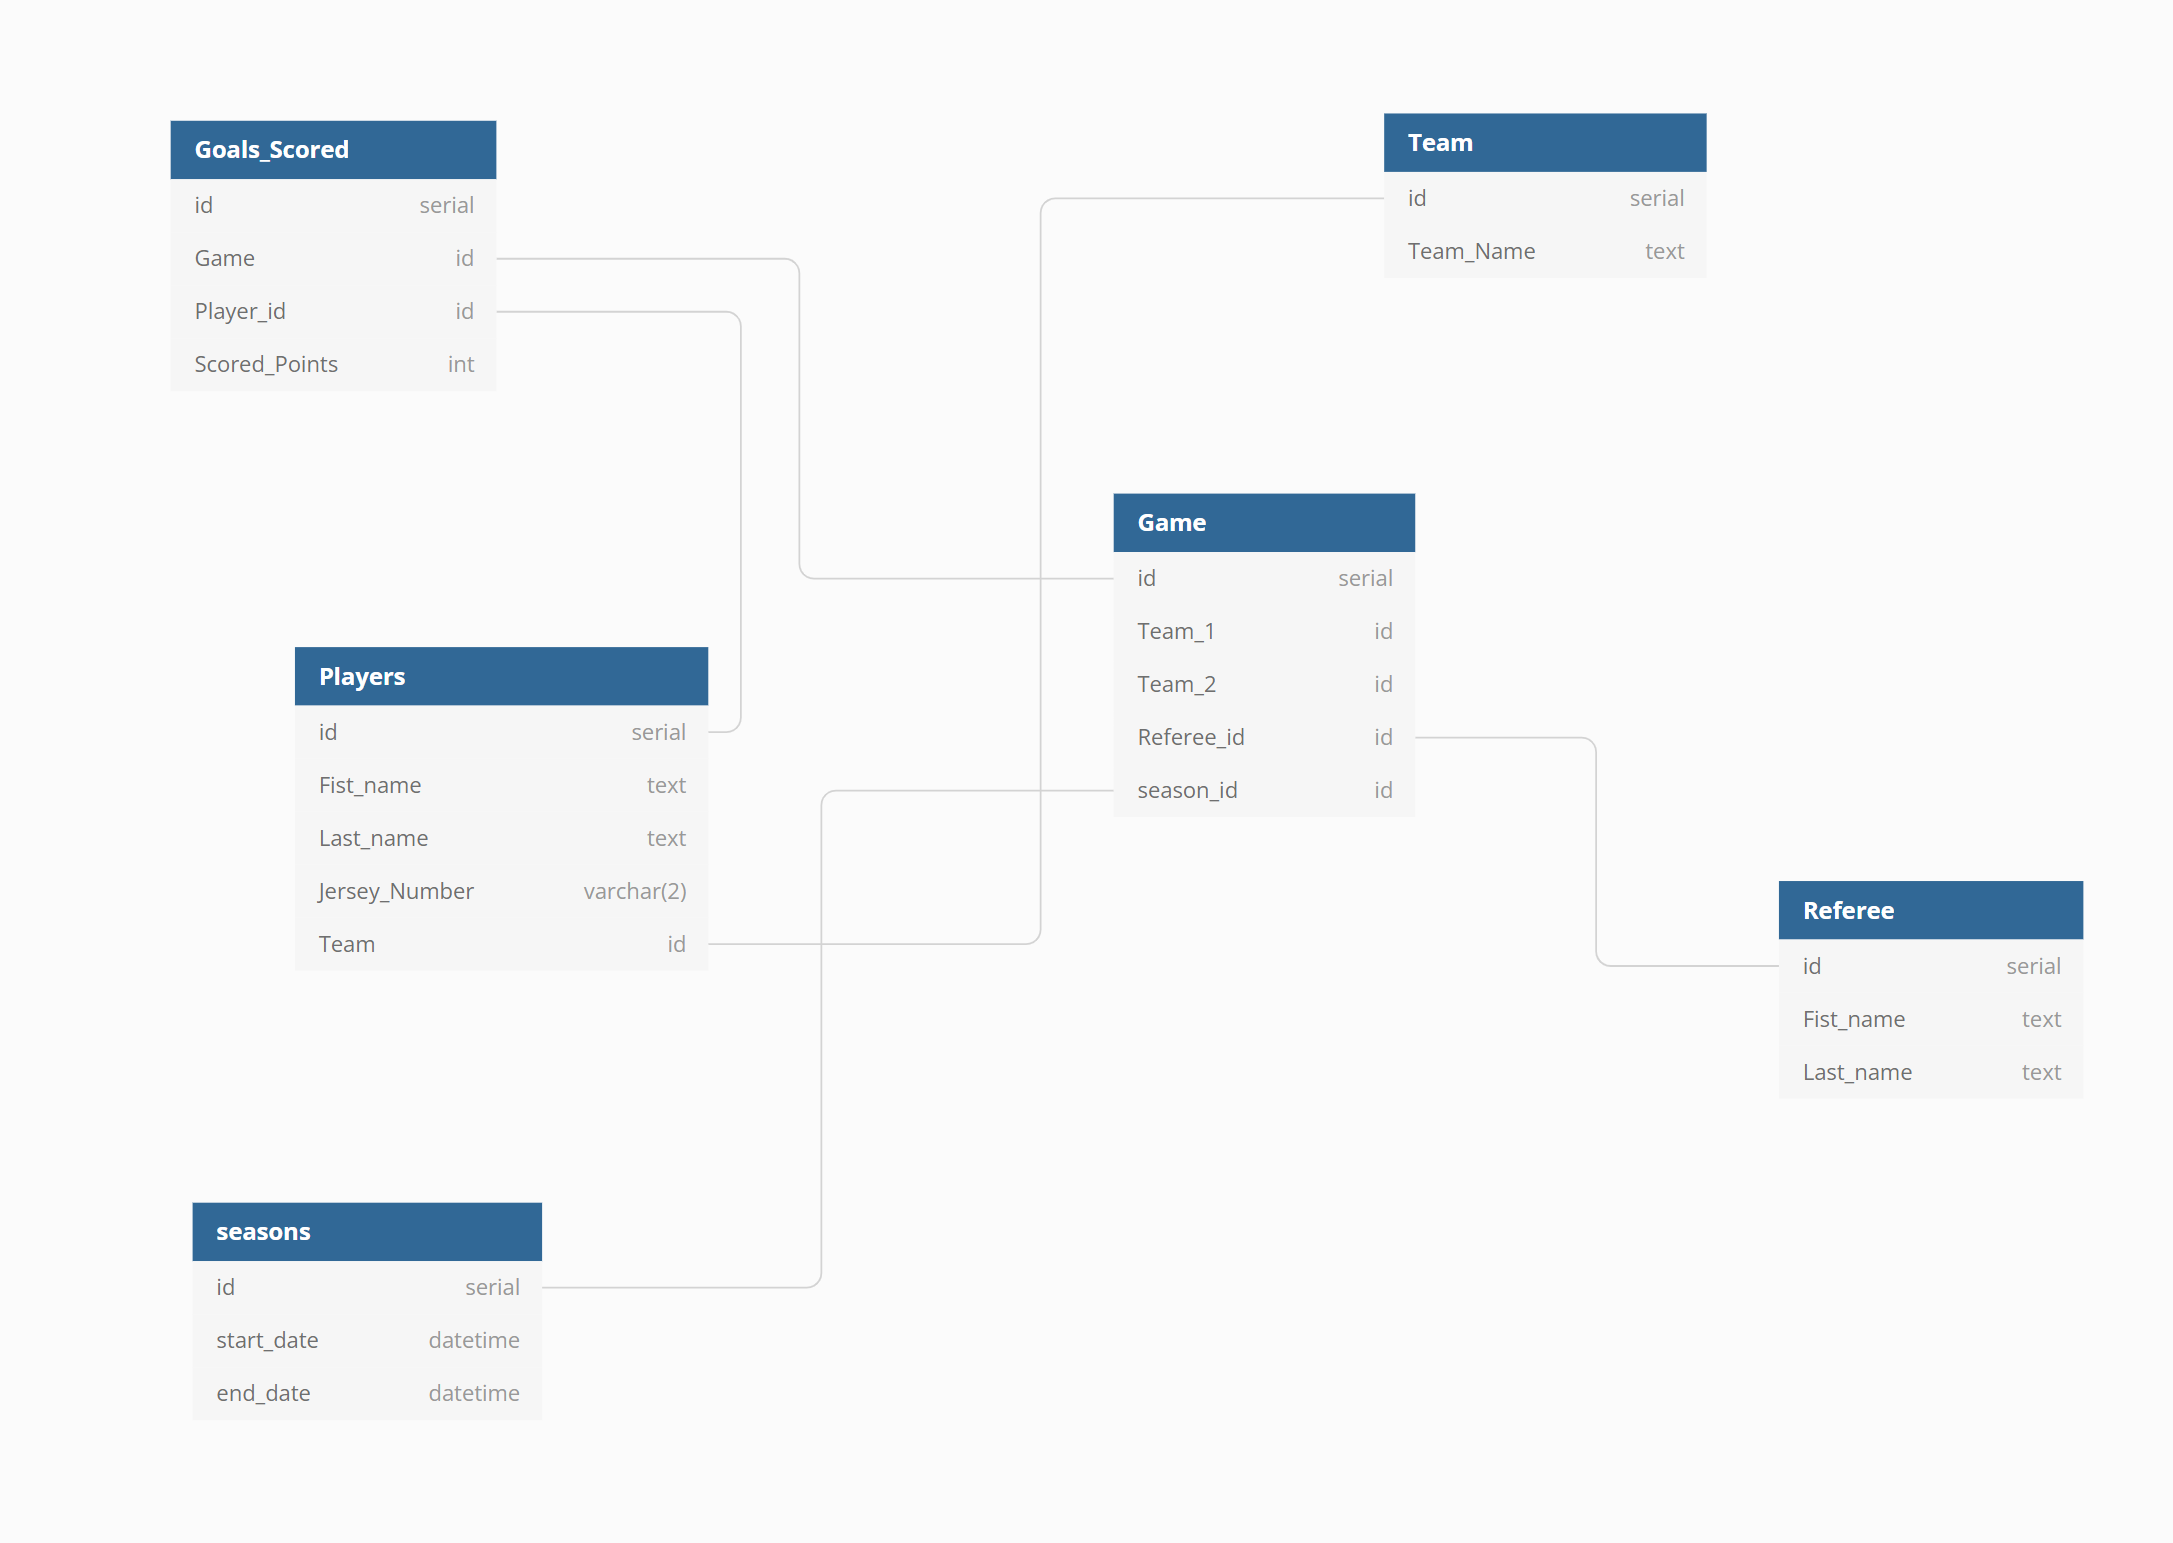 Goals_Scored
id serial
Game id
Player_id id
Scored_Points int
Team
id serial
Team_Name text
Game
id serial
Team_1 id
Team_2 id
Referee_id id
season_id id
Players
id serial
Fist_name text
Last_name text
Jersey_Number varchar(2)
Team id
Referee
id serial
Fist_name text
Last_name text
seasons
id serial
start_date datetime
end_date datetime